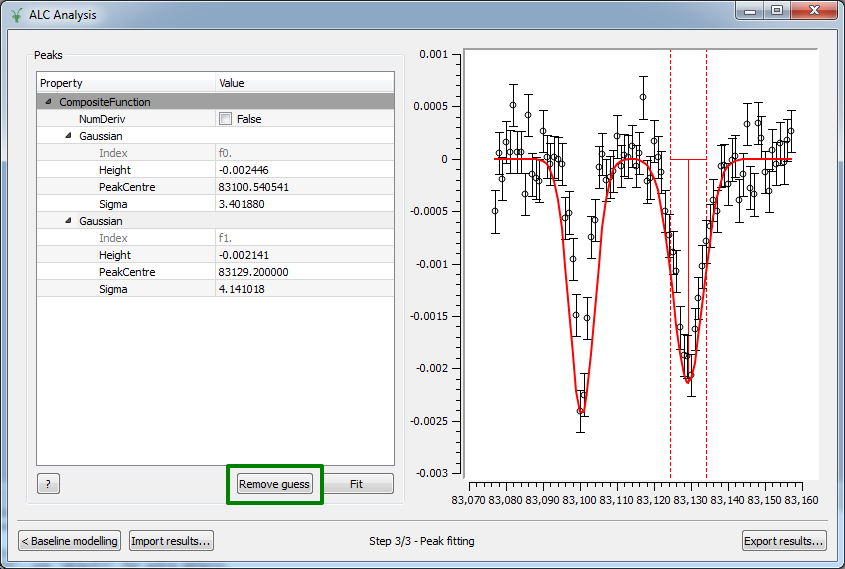 ALC Analysis
Peaks
Property Value
CompositeFunction
NumDeriv False
Gaussian
Index f0.
Height -0.002446
PeakCentre 83100.540541
Sigma 3.401880
Gaussian
Index f1.
Height -0.002141
PeakCentre 83129.200000
Sigma 4.141018
? Remove guess Fit
0.001
0.0005
0
-0.0005
-0.001
-0.0015
-0.002
-0.0025
-0.003
83,070 83,080 83,090 83,100 83,110 83,120 83,130 83,140 83,150 83,160
< Baseline modelling Import results... Step 3/3 - Peak fitting Export results...